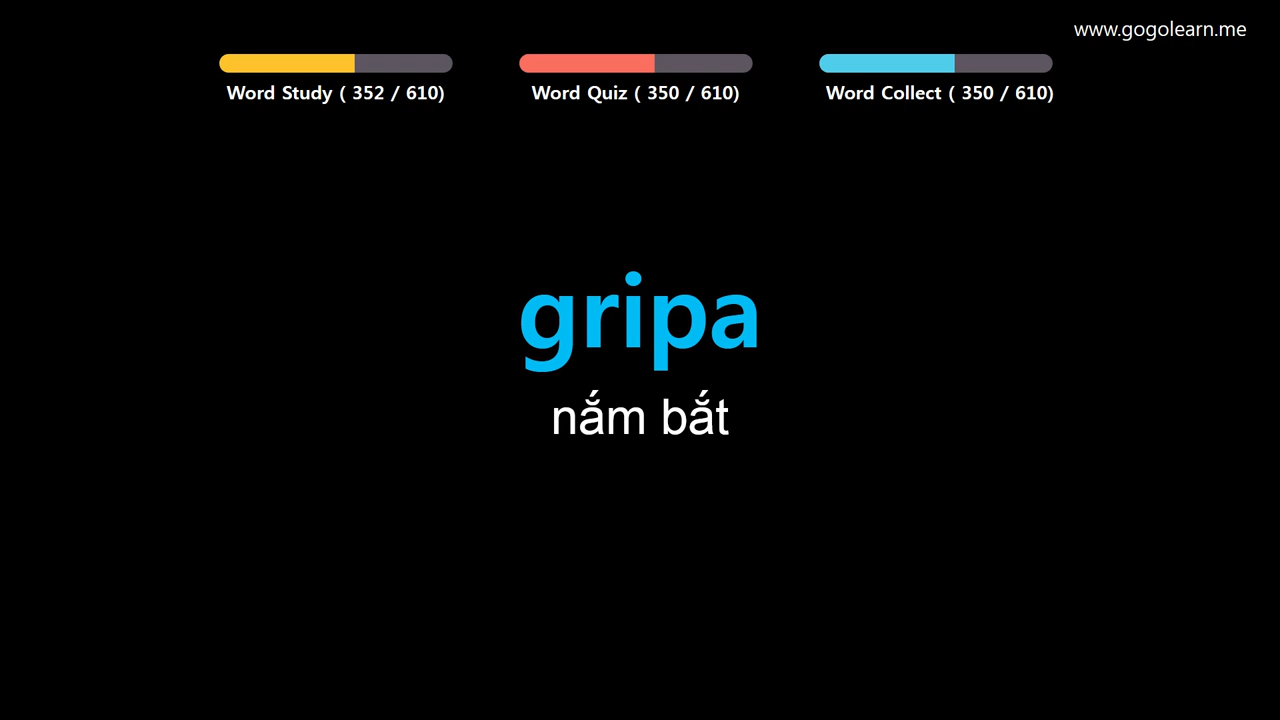 www.gogolearn.me
Word Study ( 352 / 610)
Word Quiz ( 350 / 610)
Word Collect ( 350 / 610)
gripa
nắm bắt